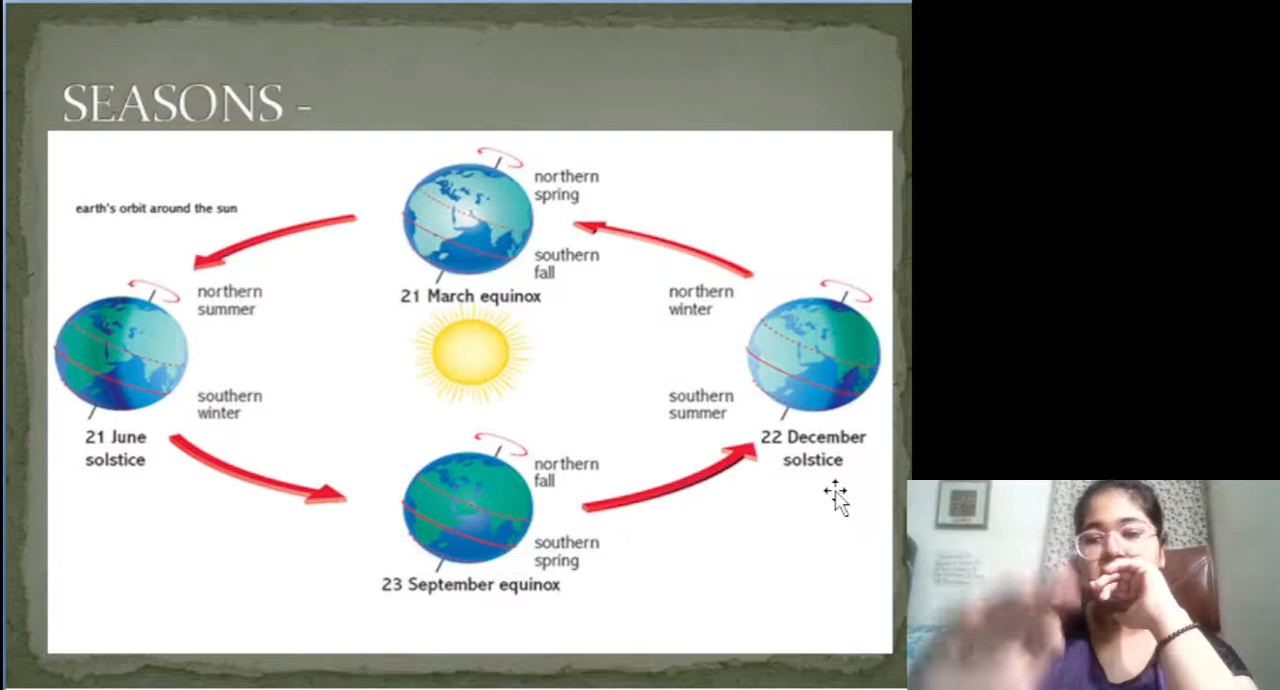 SEASONS -
earth's orbit around the sun
northern
spring
southern
fall
21 March equinox
northern
summer
southern
winter
21 June
solstice
northern
winter
southern
summer
22 December
solstice
northern
fall
southern
spring
23 September equinox